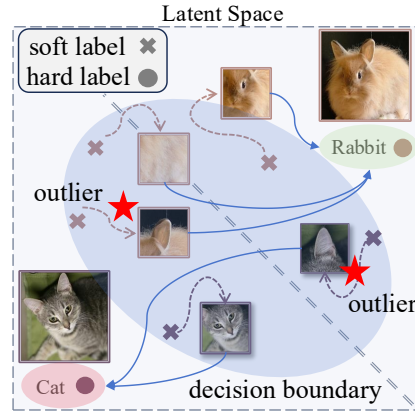 Latent Space
soft label
hard label
Rabbit
outlier
outlier
Cat
decision boundary